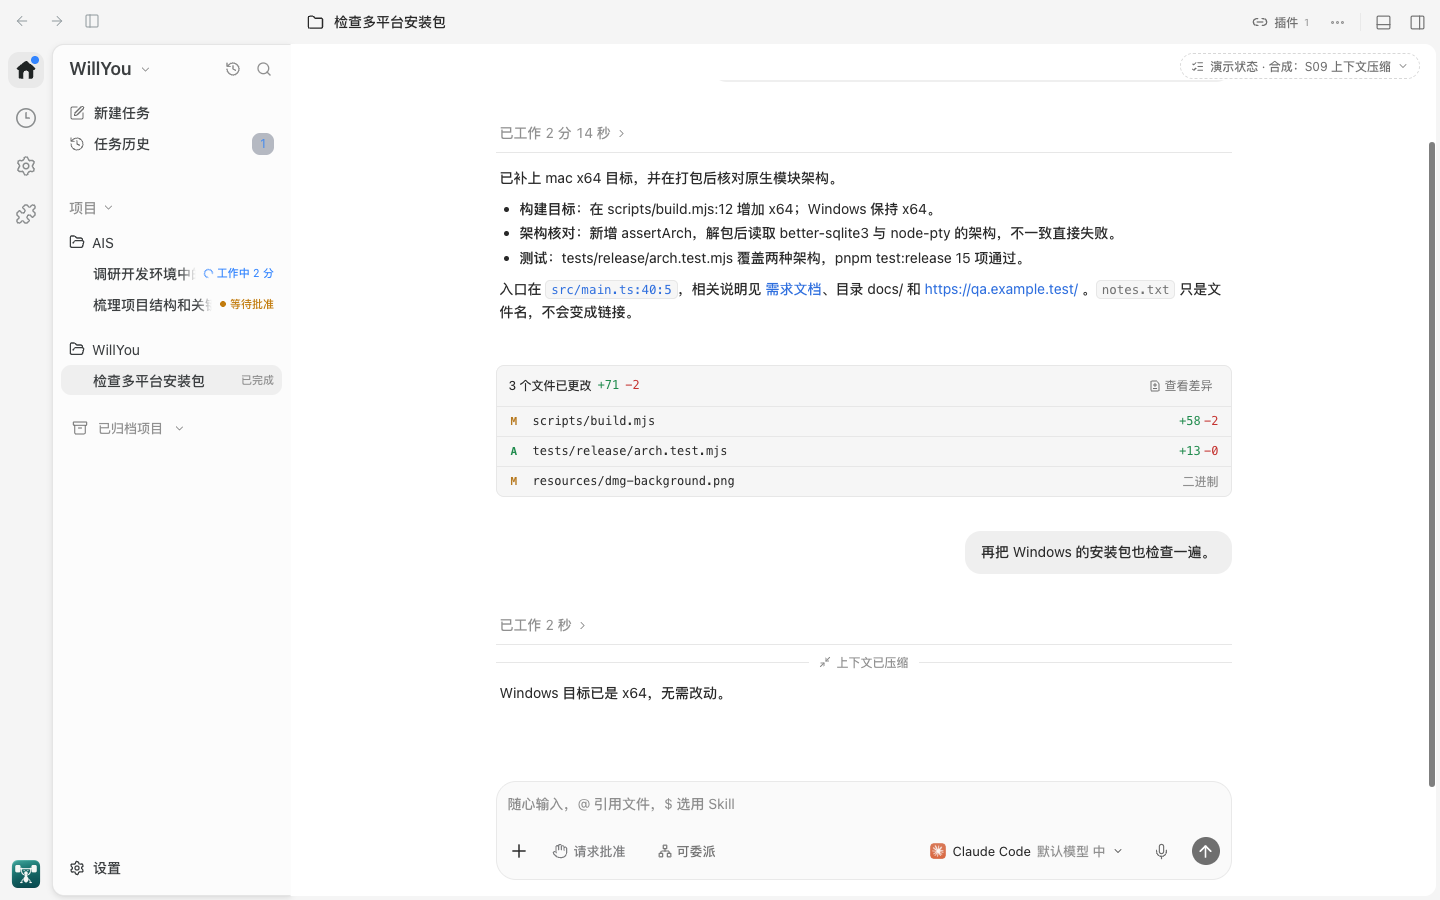 检查多平台安装包
插件 1
演示状态 · 合成：S09 上下文压缩
WillYou
新建任务
任务历史
1
项目
AIS
调研开发环境中
工作中 2 分
梳理项目结构和关
等待批准
WillYou
检查多平台安装包
已完成
已归档项目
设置
已工作 2 分 14 秒
已补上 mac x64 目标，并在打包后核对原生模块架构。
构建目标：在 scripts/build.mjs:12 增加 x64；Windows 保持 x64。
架构核对：新增 assertArch，解包后读取 better-sqlite3 与 node-pty 的架构，不一致直接失败。
测试：tests/release/arch.test.mjs 覆盖两种架构，pnpm test:release 15 项通过。
入口在 src/main.ts:40:5，相关说明见 需求文档、目录 docs/ 和 https://qa.example.test/ 。notes.txt 只是文
件名，不会变成链接。
3 个文件已更改 +71 −2
查看差异
M scripts/build.mjs +58 −2
A tests/release/arch.test.mjs +13 −0
M resources/dmg-background.png 二进制
再把 Windows 的安装包也检查一遍。
已工作 2 秒
上下文已压缩
Windows 目标已是 x64，无需改动。
随心输入，@ 引用文件，$ 选用 Skill
请求批准
可委派
Claude Code 默认模型 中